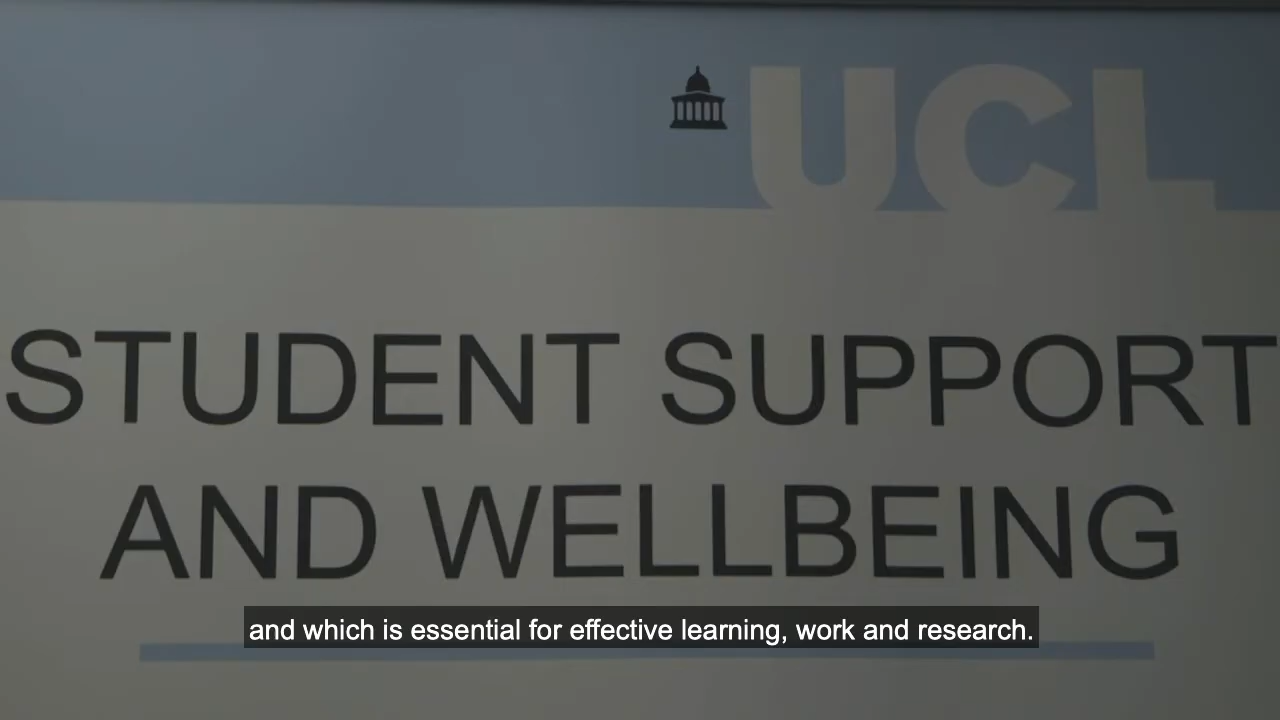 UCL
STUDENT SUPPORT
AND WELLBEING
and which is essential for effective learning, work and research.